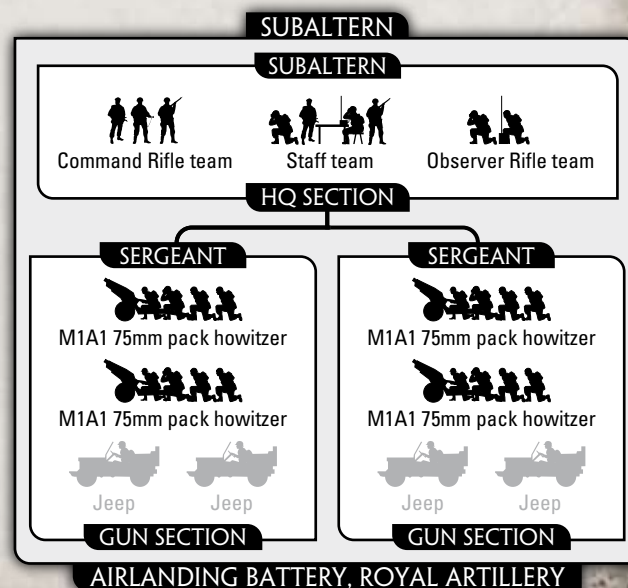 SUBALTERN
SUBALTERN
Command Rifle team
Staff team
Observer Rifle team
HQ SECTION
SERGEANT
M1A1 75mm pack howitzer
M1A1 75mm pack howitzer
Jeep
Jeep
GUN SECTION
SERGEANT
M1A1 75mm pack howitzer
M1A1 75mm pack howitzer
Jeep
Jeep
GUN SECTION
AIRLANDING BATTERY, ROYAL ARTILLERY